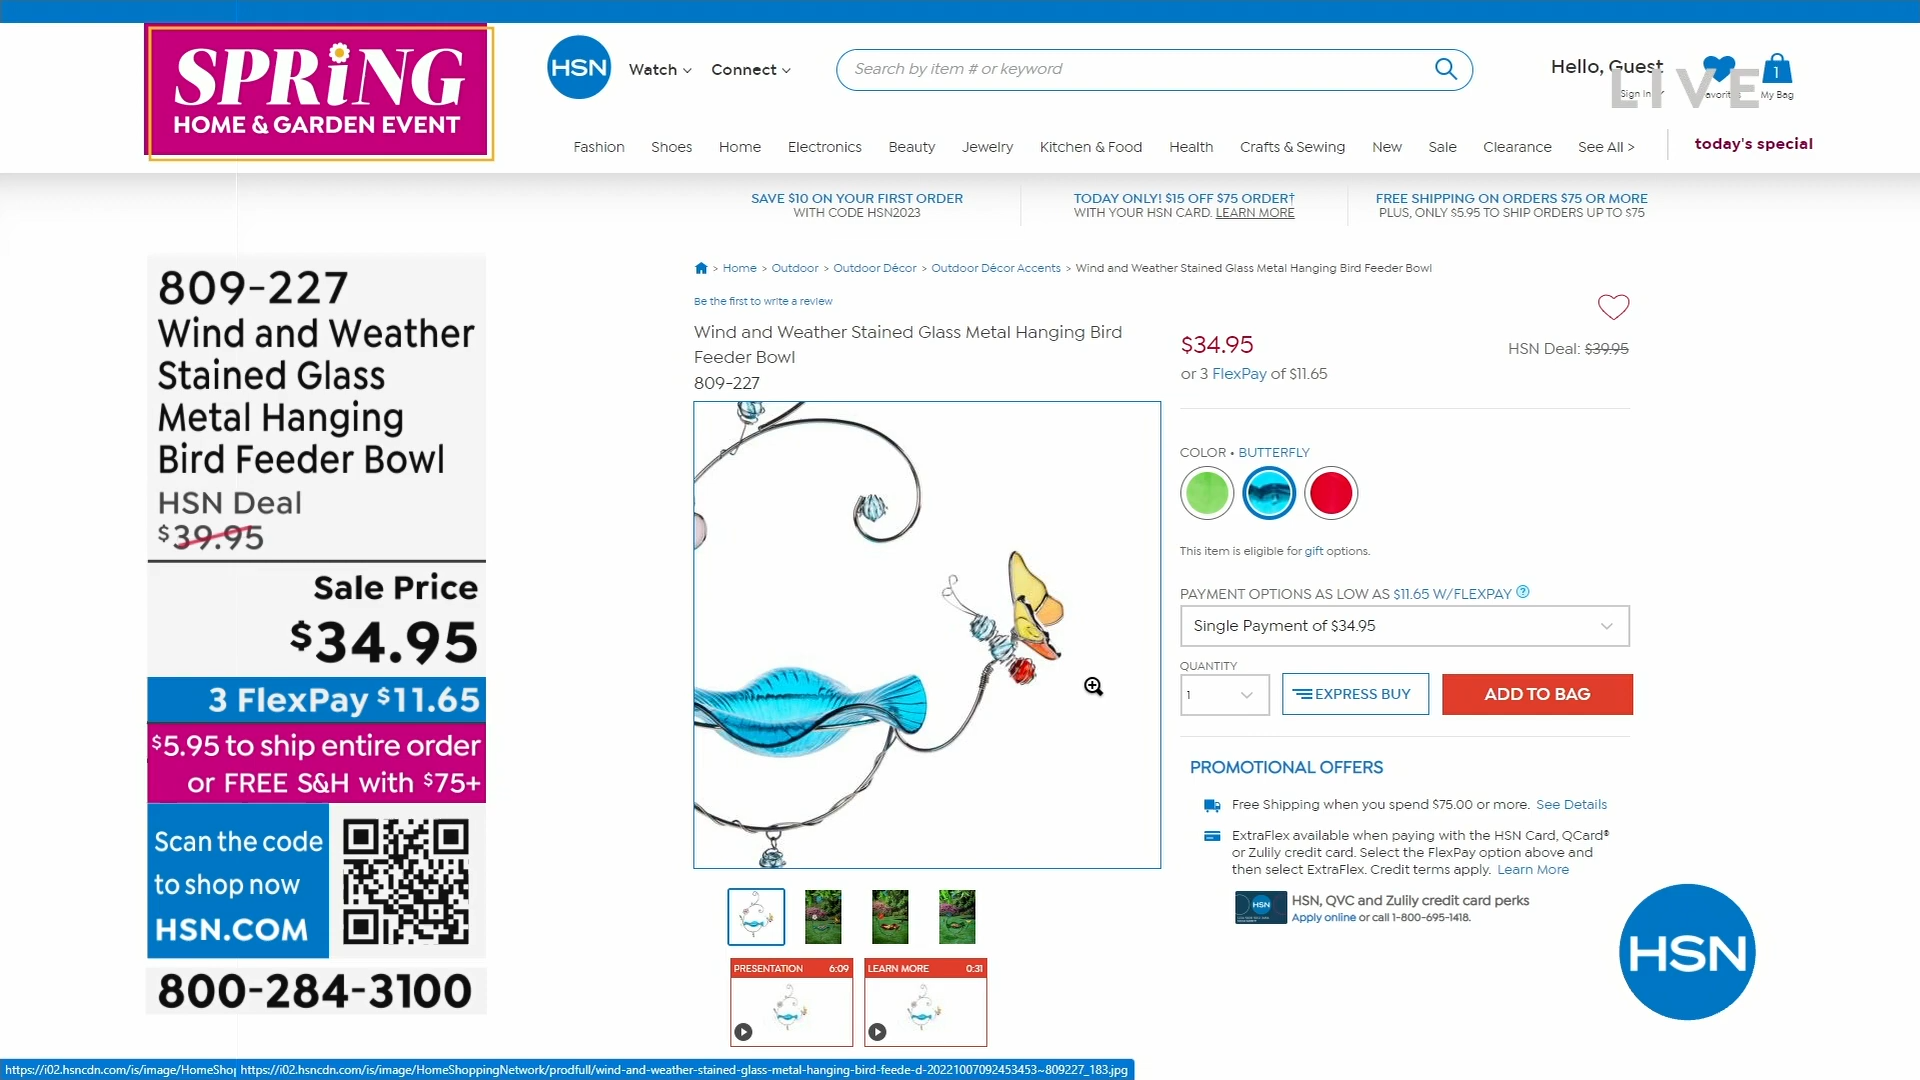 SPRiNG
HOME & GARDEN EVENT
HSN
Watch
Connect
Search by item # or keyword
Hello, Guest
Sign In
LIVE
1
My Bag
Fashion
Shoes
Home
Electronics
Beauty
Jewelry
Kitchen & Food
Health
Crafts & Sewing
New
Sale
Clearance
See All >
today's special
SAVE $10 ON YOUR FIRST ORDER
WITH CODE HSN2023
TODAY ONLY! $15 OFF $75 ORDER†
WITH YOUR HSN CARD. LEARN MORE
FREE SHIPPING ON ORDERS $75 OR MORE
PLUS, ONLY $5.95 TO SHIP ORDERS UP TO $75
809-227
Wind and Weather
Stained Glass
Metal Hanging
Bird Feeder Bowl
HSN Deal
$39.95
Sale Price
$34.95
3 FlexPay $11.65
$5.95 to ship entire order
or FREE S&H with $75+
Scan the code
to shop now
HSN.COM
800-284-3100
> Home > Outdoor > Outdoor Décor > Outdoor Décor Accents > Wind and Weather Stained Glass Metal Hanging Bird Feeder Bowl
Be the first to write a review
Wind and Weather Stained Glass Metal Hanging Bird
Feeder Bowl
809-227
$34.95
HSN Deal: $39.95
or 3 FlexPay of $11.65
COLOR • BUTTERFLY
This item is eligible for gift options.
PAYMENT OPTIONS AS LOW AS $11.65 W/FLEXPAY ?
Single Payment of $34.95
QUANTITY
1
EXPRESS BUY
ADD TO BAG
PROMOTIONAL OFFERS
Free Shipping when you spend $75.00 or more. See Details
ExtraFlex available when paying with the HSN Card, QCard®
or Zulily credit card. Select the FlexPay option above and
then select ExtraFlex. Credit terms apply. Learn More
HSN
HSN, QVC and Zulily credit card perks
Apply online or call 1-800-695-1418.
PRESENTATION 6:09
LEARN MORE 0:31
HSN
https://i02.hsncdn.com/is/image/HomeShop
https://i02.hsncdn.com/is/image/HomeShoppingNetwork/prodfull/wind-and-weather-stained-glass-metal-hanging-bird-feede-d-20221007092453453~809227_183.jpg